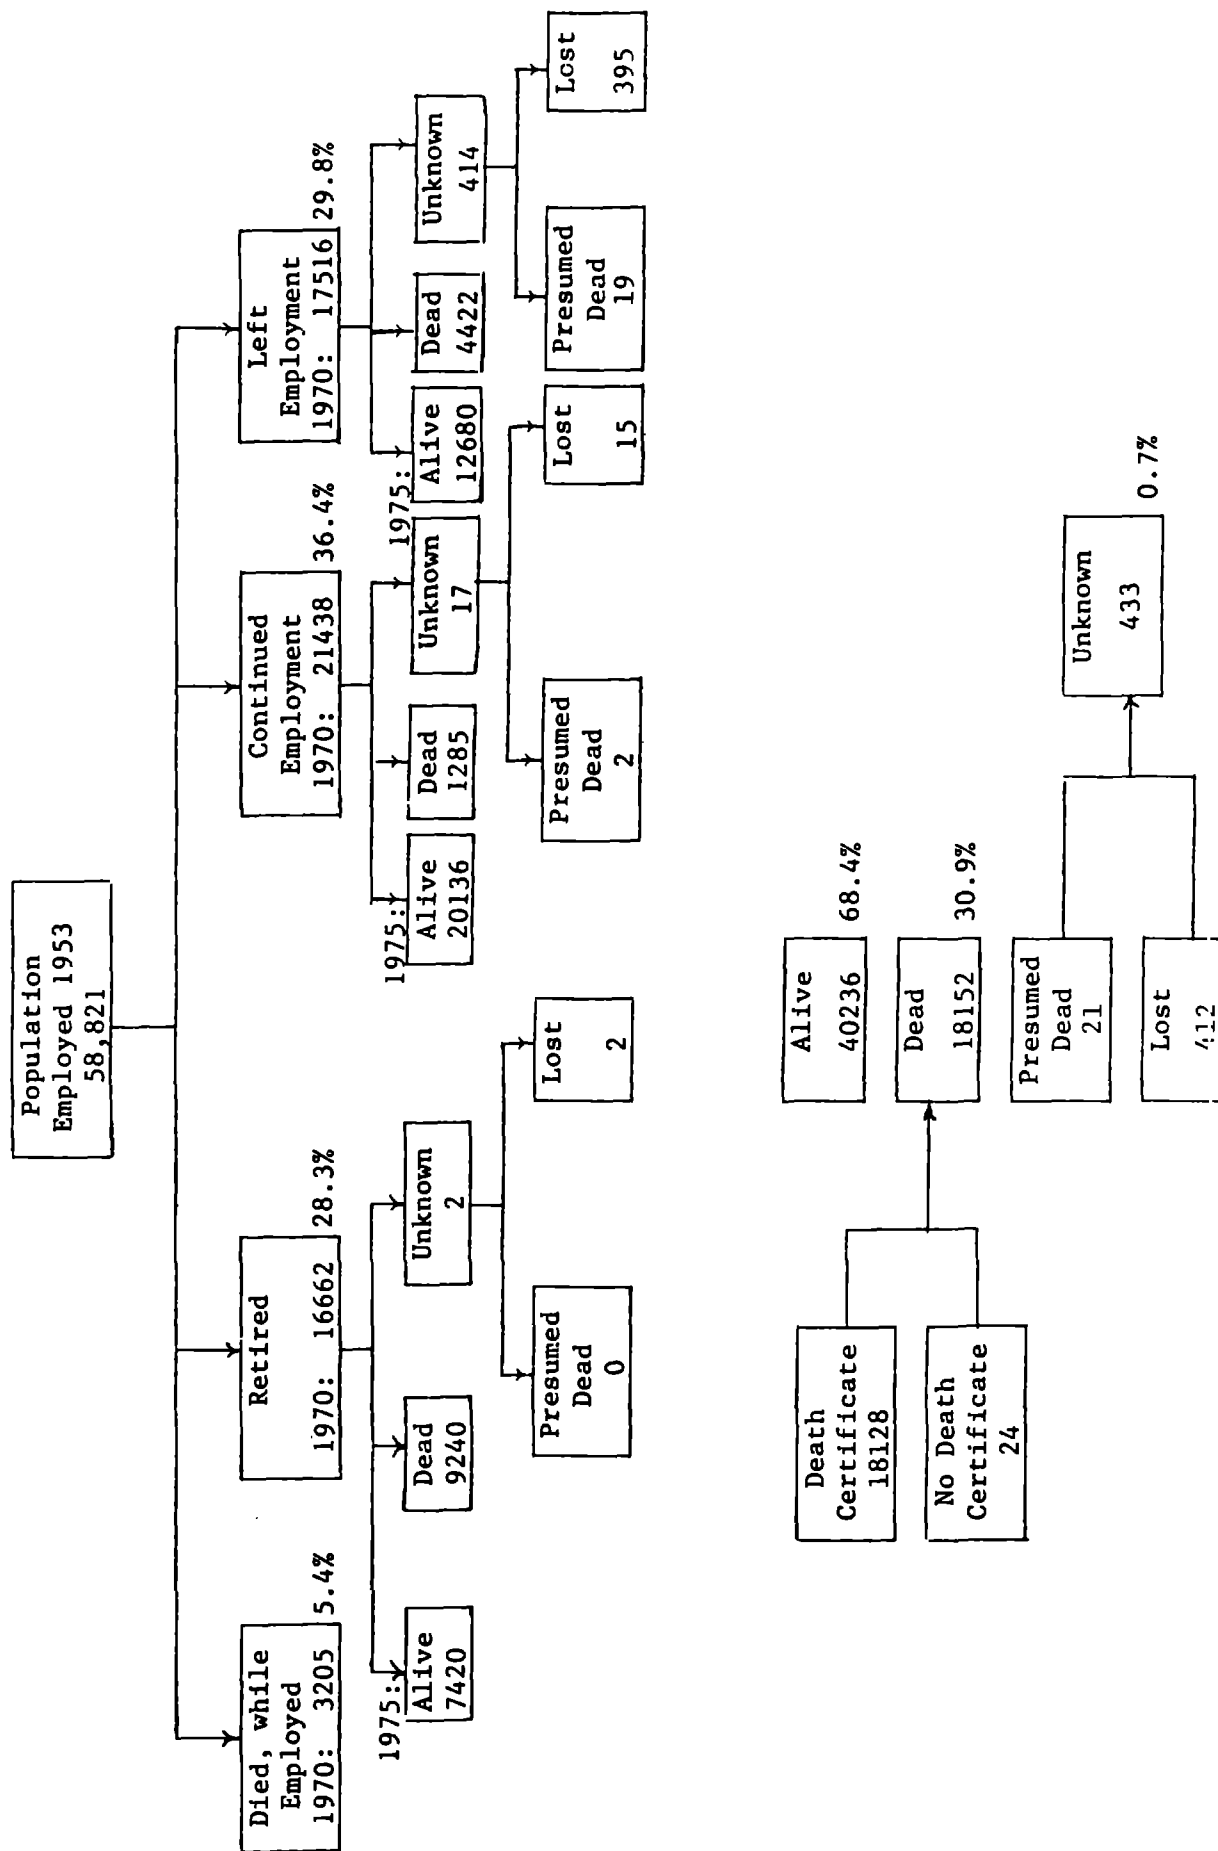 Population
Employed 1953
58,821
Died, while
Employed
1970: 3205
5.4%
Retired
1970: 16662
28.3%
Continued
Employment
1970: 21438
36.4%
Left
Employment
1970: 17516
29.8%
1975:
Alive
7420
Dead
9240
Unknown
2
1975:
Alive
20136
Dead
1285
Unknown
17
1975:
Alive
12680
Dead
4422
Unknown
414
Presumed
Dead
0
Lost
2
Presumed
Dead
2
Lost
15
Presumed
Dead
19
Lost
395
Death
Certificate
18128
No Death
Certificate
24
Alive
40236
68.4%
Dead
18152
30.9%
Presumed
Dead
21
Lost
412
Unknown
433
0.7%